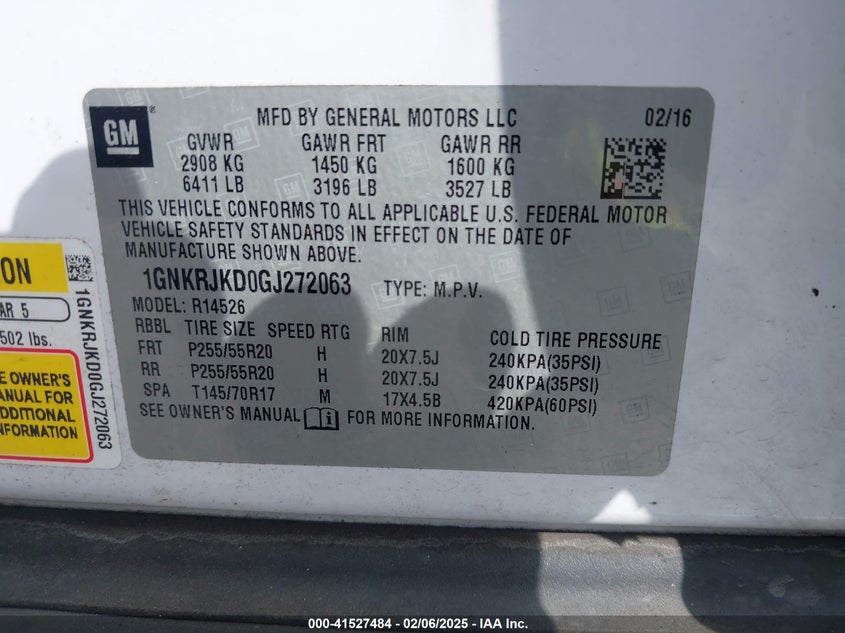 GM
MFD BY GENERAL MOTORS LLC 02/16
GVWR GAWR FRT GAWR RR
2908 KG 1450 KG 1600 KG
6411 LB 3196 LB 3527 LB
THIS VEHICLE CONFORMS TO ALL APPLICABLE U.S. FEDERAL MOTOR
VEHICLE SAFETY STANDARDS IN EFFECT ON THE DATE OF
MANUFACTURE SHOWN ABOVE.
1GNKRJKD0GJ272063 TYPE: M.P.V.
MODEL: R14526
RBBL TIRE SIZE SPEED RTG RIM COLD TIRE PRESSURE
FRT P255/55R20 H 20X7.5J 240KPA(35PSI)
RR P255/55R20 H 20X7.5J 240KPA(35PSI)
SPA T145/70R17 M 17X4.5B 420KPA(60PSI)
SEE OWNER'S MANUAL FOR MORE INFORMATION.
ON
AR 5
502 lbs.
E OWNER'S
ANUAL FOR
DDITIONAL
NFORMATION
1GNKRJKD0GJ272063
000-41527484 - 02/06/2025 - IAA Inc.